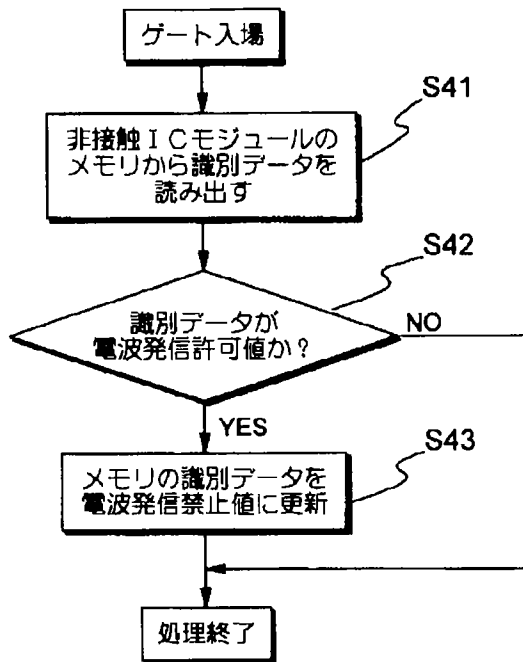 ゲート入場
S41
非接触ＩＣモジュールの
メモリから識別データを
読み出す
S42
識別データが
電波発信許可値か？
NO
YES
S43
メモリの識別データを
電波発信禁止値に更新
処理終了